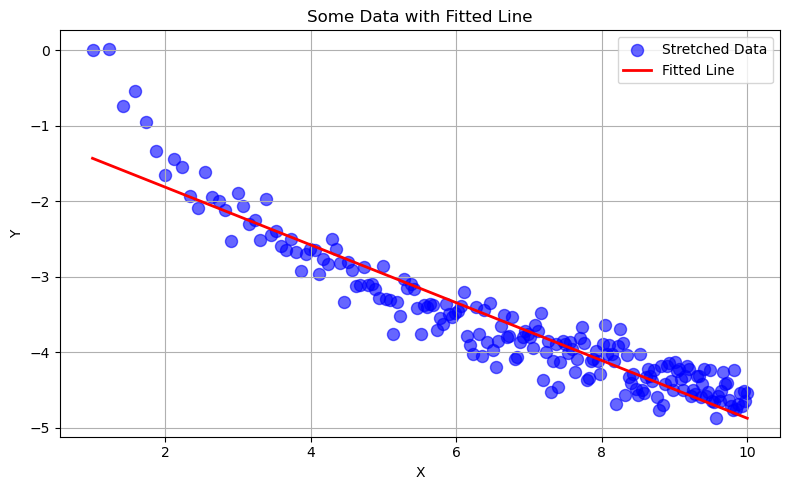 Some Data with Fitted Line
Stretched Data
Fitted Line
0
−1
−2
−3
−4
−5
Y
2
4
6
8
10
X